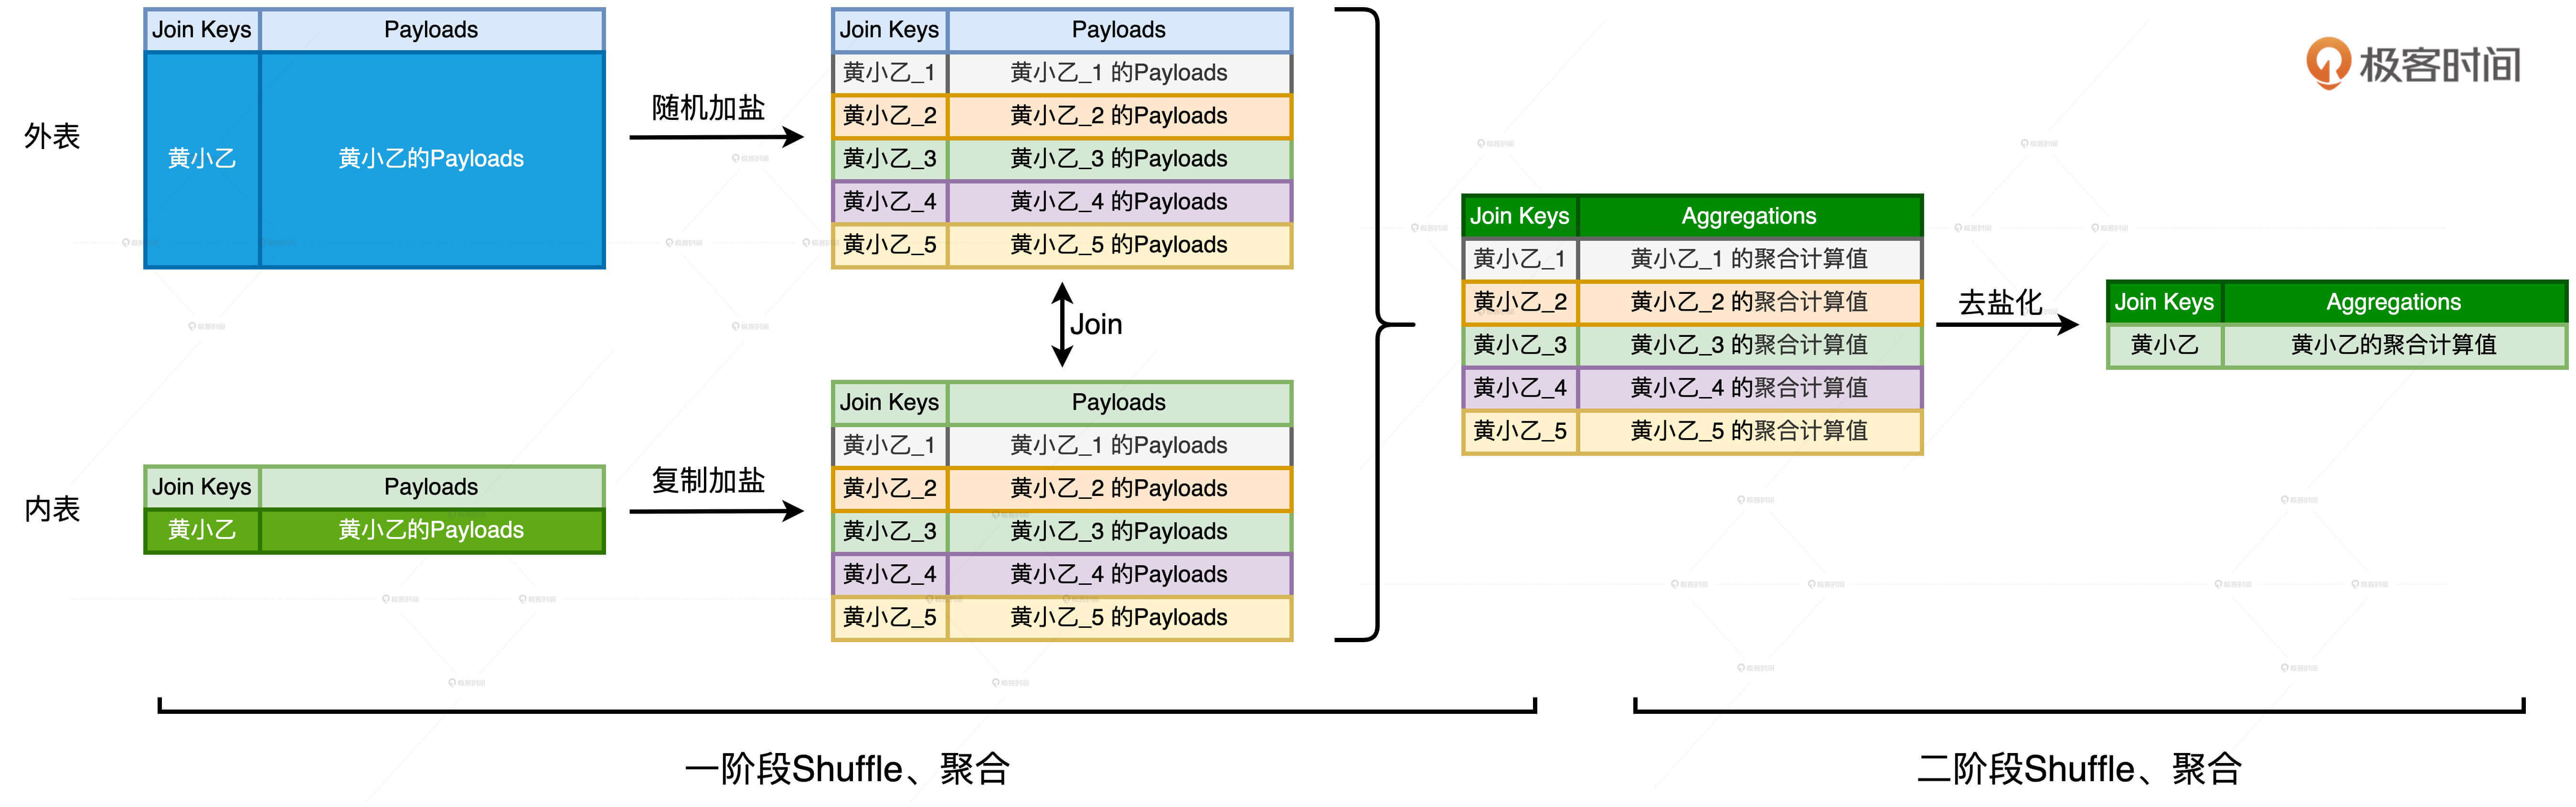 极客时间
外表
Join Keys Payloads
黄小乙 黄小乙的Payloads
随机加盐
Join Keys Payloads
黄小乙_1 黄小乙_1 的Payloads
黄小乙_2 黄小乙_2 的Payloads
黄小乙_3 黄小乙_3 的Payloads
黄小乙_4 黄小乙_4 的Payloads
黄小乙_5 黄小乙_5 的Payloads
Join
内表
Join Keys Payloads
黄小乙 黄小乙的Payloads
复制加盐
Join Keys Payloads
黄小乙_1 黄小乙_1 的Payloads
黄小乙_2 黄小乙_2 的Payloads
黄小乙_3 黄小乙_3 的Payloads
黄小乙_4 黄小乙_4 的Payloads
黄小乙_5 黄小乙_5 的Payloads
Join Keys Aggregations
黄小乙_1 黄小乙_1 的聚合计算值
黄小乙_2 黄小乙_2 的聚合计算值
黄小乙_3 黄小乙_3 的聚合计算值
黄小乙_4 黄小乙_4 的聚合计算值
黄小乙_5 黄小乙_5 的聚合计算值
去盐化
Join Keys Aggregations
黄小乙 黄小乙的聚合计算值
一阶段Shuffle、聚合
二阶段Shuffle、聚合